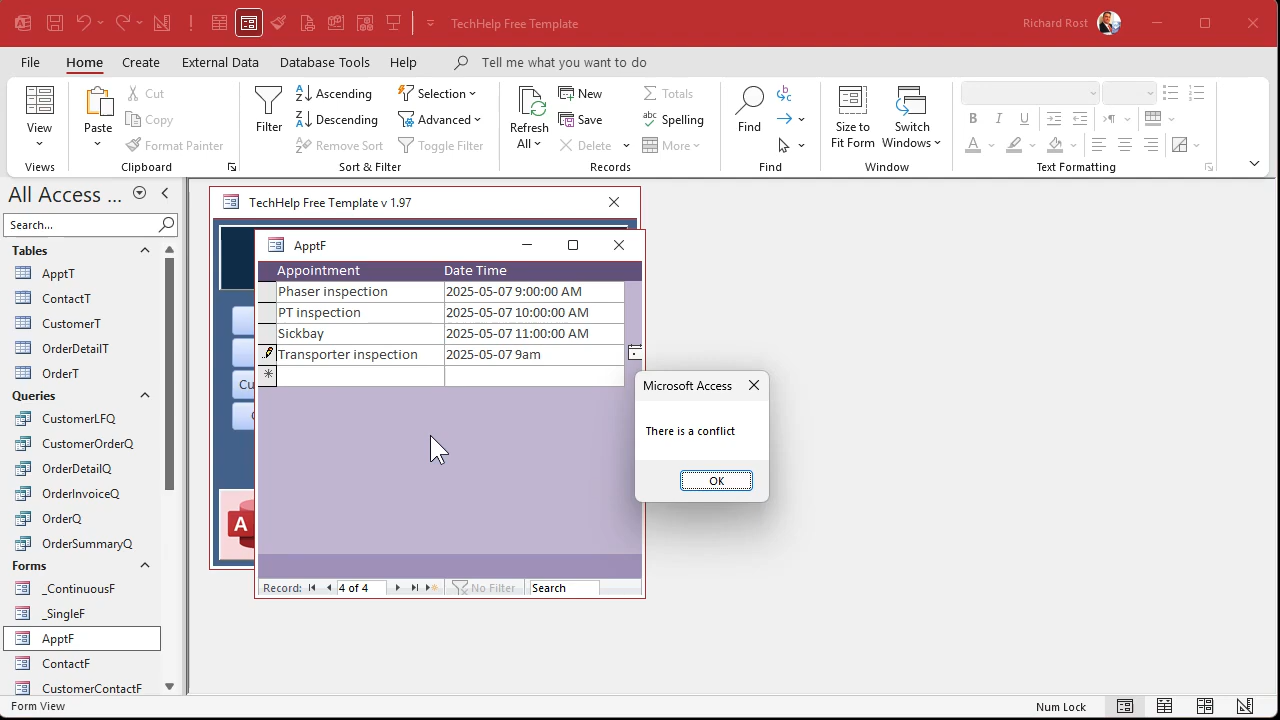 TechHelp Free Template
Richard Rost
File Home Create External Data Database Tools Help Tell me what you want to do
View
Views
Paste
Cut
Copy
Format Painter
Clipboard
Filter
Ascending
Descending
Remove Sort
Selection
Advanced
Toggle Filter
Sort & Filter
Refresh
All
New
Save
Delete
Totals
Spelling
More
Records
Find
Find
Size to
Fit Form
Switch
Windows
Window
B I U
A
Text Formatting
All Access ...
Search...
Tables
ApptT
ContactT
CustomerT
OrderDetailT
OrderT
Queries
CustomerLFQ
CustomerOrderQ
OrderDetailQ
OrderInvoiceQ
OrderQ
OrderSummaryQ
Forms
_ContinuousF
_SingleF
ApptF
ContactF
CustomerContactF
TechHelp Free Template v 1.97
Cu
A
ApptF
Appointment Date Time
Phaser inspection 2025-05-07 9:00:00 AM
PT inspection 2025-05-07 10:00:00 AM
Sickbay 2025-05-07 11:00:00 AM
Transporter inspection 2025-05-07 9am
Record: 4 of 4 No Filter Search
Microsoft Access
There is a conflict
OK
Form View
Num Lock